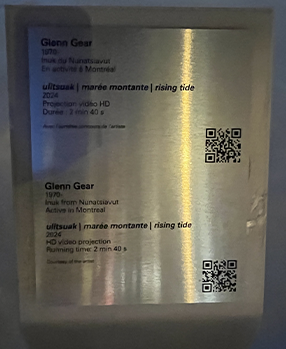 Glenn Gear
1970-
Inuk du Nunatsiavut
En activité à Montréal
ulitsuak | marée montante | rising tide
2024
Projection vidéo HD
Durée : 2 min 40 s
Glenn Gear
1970-
Inuk from Nunatsiavut
Active in Montreal
ulitsuak | marée montante | rising tide
2024
HD video projection
Running time: 2 min 40 s
Courtesy of the artist